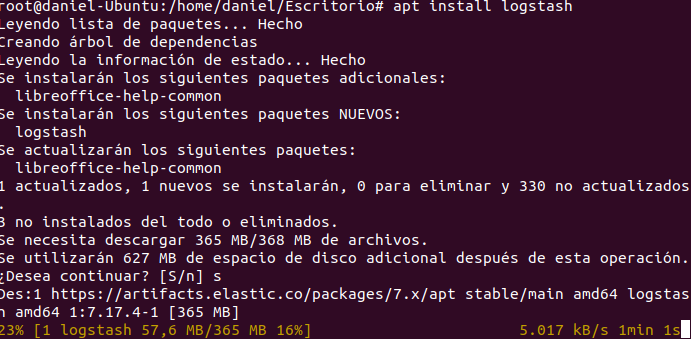 root@daniel-Ubuntu:/home/daniel/Escritorio# apt install logstash
Leyendo lista de paquetes... Hecho
Creando árbol de dependencias
Leyendo la información de estado... Hecho
Se instalarán los siguientes paquetes adicionales:
  libreoffice-help-common
Se instalarán los siguientes paquetes NUEVOS:
  logstash
Se actualizarán los siguientes paquetes:
  libreoffice-help-common
1 actualizados, 1 nuevos se instalarán, 0 para eliminar y 330 no actualizados
.
3 no instalados del todo o eliminados.
Se necesita descargar 365 MB/368 MB de archivos.
Se utilizarán 627 MB de espacio de disco adicional después de esta operación.
¿Desea continuar? [S/n] s
Des:1 https://artifacts.elastic.co/packages/7.x/apt stable/main amd64 logstas
h amd64 1:7.17.4-1 [365 MB]
23% [1 logstash 57,6 MB/365 MB 16%] 5.017 kB/s 1min 1s